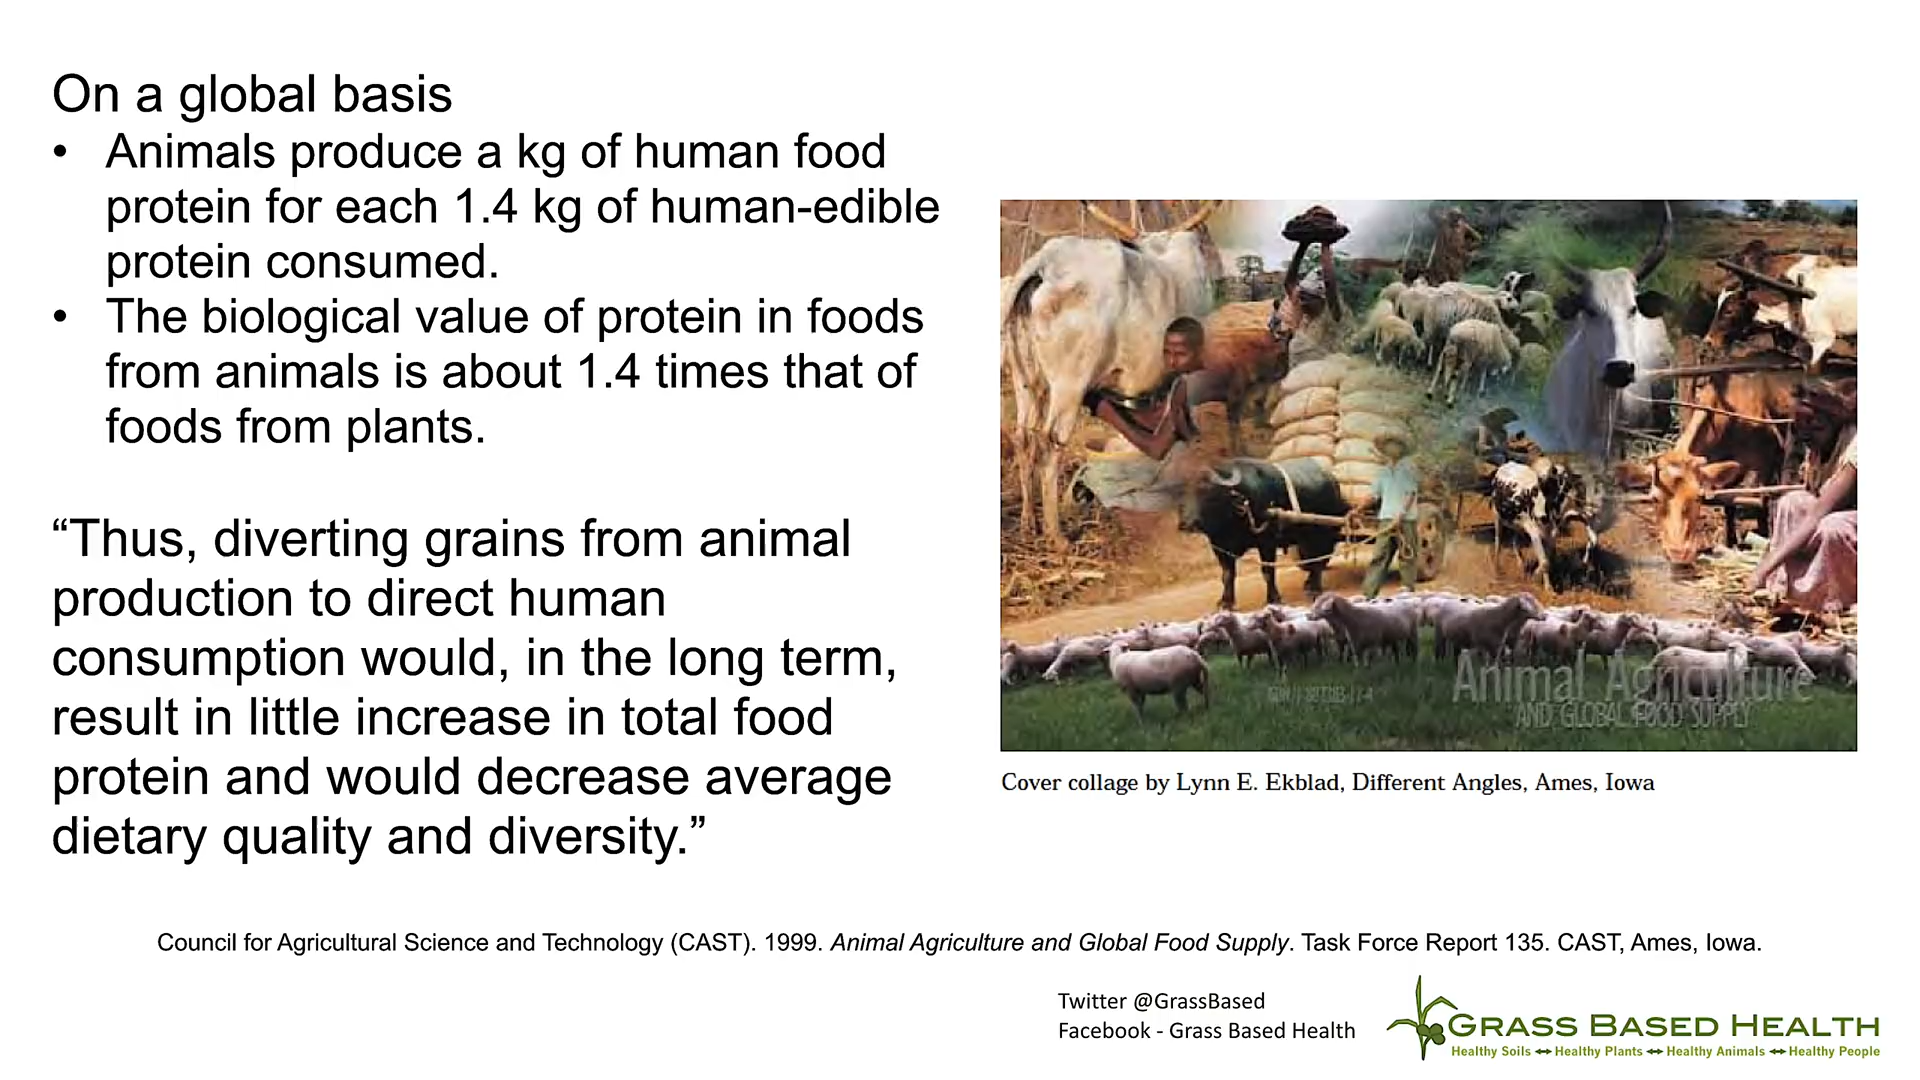 On a global basis
• Animals produce a kg of human food
protein for each 1.4 kg of human-edible
protein consumed.
• The biological value of protein in foods
from animals is about 1.4 times that of
foods from plants.
“Thus, diverting grains from animal
production to direct human
consumption would, in the long term,
result in little increase in total food
protein and would decrease average
dietary quality and diversity.”
Animal Agriculture
AND GLOBAL FOOD SUPPLY
Cover collage by Lynn E. Ekblad, Different Angles, Ames, Iowa
Council for Agricultural Science and Technology (CAST). 1999. Animal Agriculture and Global Food Supply. Task Force Report 135. CAST, Ames, Iowa.
Twitter @GrassBased
Facebook - Grass Based Health
GRASS BASED HEALTH
Healthy Soils ⬌ Healthy Plants ⬌ Healthy Animals ⬌ Healthy People